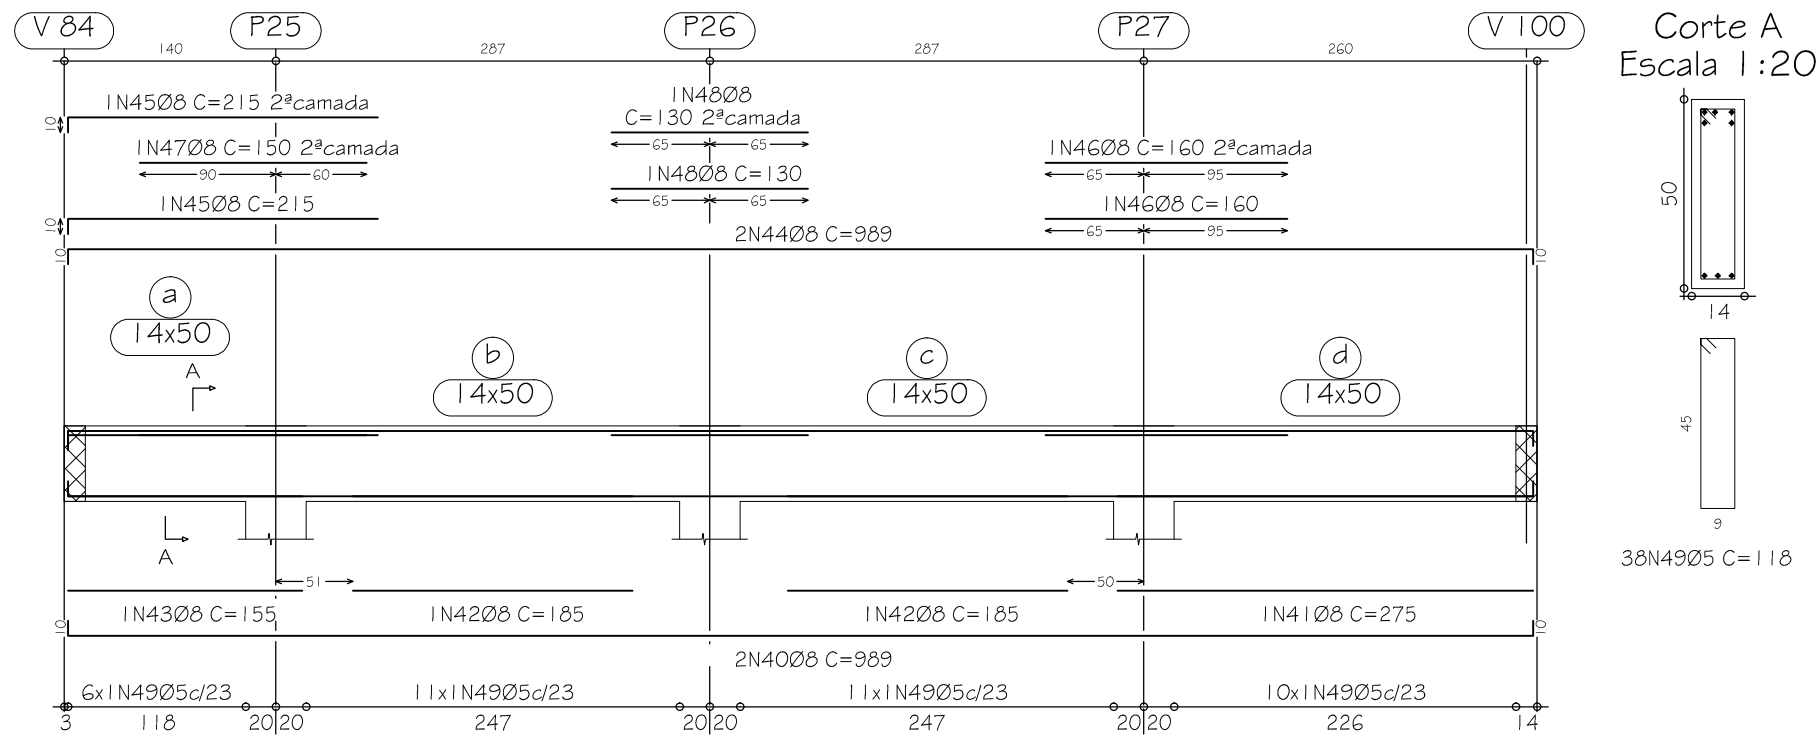 V 84 P25 P26 P27 V 100
140 287 287 260
Corte A
Escala 1:20
1N45Ø8 C=215 2ªcamada
10
1N48Ø8
C=130 2ªcamada
65 65
1N47Ø8 C=150 2ªcamada
90 60
1N46Ø8 C=160 2ªcamada
65 95
1N48Ø8 C=130
65 65
1N45Ø8 C=215
10
1N46Ø8 C=160
65 95
2N44Ø8 C=989
10 10
50
14
a
14x50
b
14x50
c
14x50
d
14x50
A
A
45
9
38N49Ø5 C=118
51 50
1N43Ø8 C=155 1N42Ø8 C=185 1N42Ø8 C=185 1N41Ø8 C=275
10 10
2N40Ø8 C=989
6x1N49Ø5c/23 11x1N49Ø5c/23 11x1N49Ø5c/23 10x1N49Ø5c/23
3 118 20 20 247 20 20 247 20 20 226 14